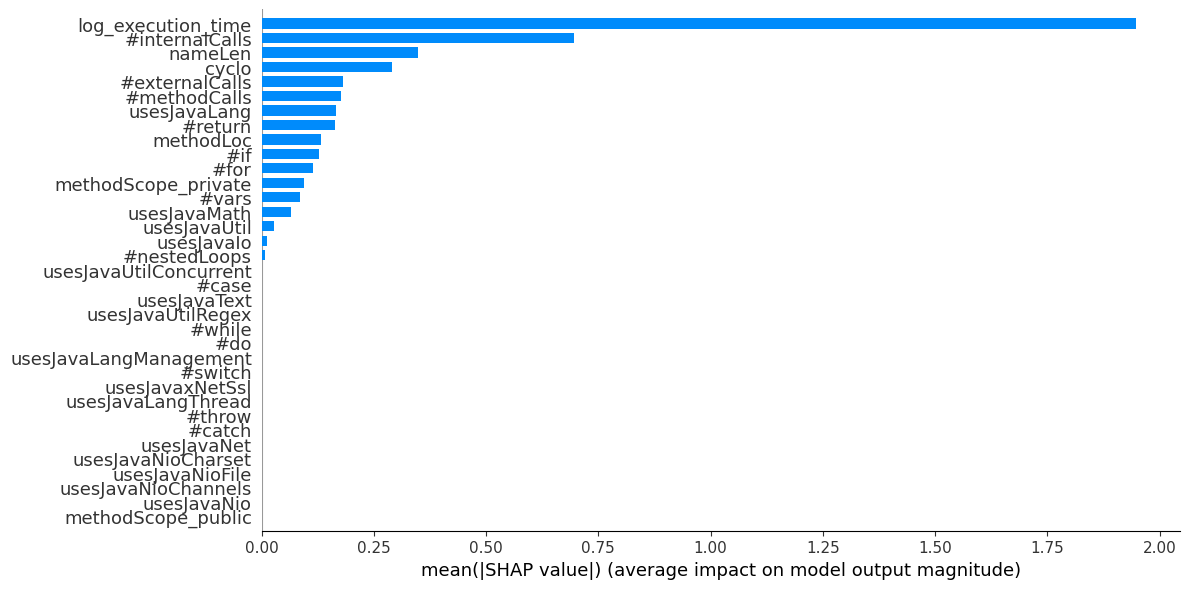 log_execution_time
#internalCalls
nameLen
cyclo
#externalCalls
#methodCalls
usesJavaLang
#return
methodLoc
#if
#for
methodScope_private
#vars
usesJavaMath
usesJavaUtil
usesJavaIo
#nestedLoops
usesJavaUtilConcurrent
#case
usesJavaText
usesJavaUtilRegex
#while
#do
usesJavaLangManagement
#switch
usesJavaxNetSsl
usesJavaLangThread
#throw
#catch
usesJavaNet
usesJavaNioCharset
usesJavaNioFile
usesJavaNioChannels
usesJavaNio
methodScope_public
0.00 0.25 0.50 0.75 1.00 1.25 1.50 1.75 2.00
mean(|SHAP value|) (average impact on model output magnitude)